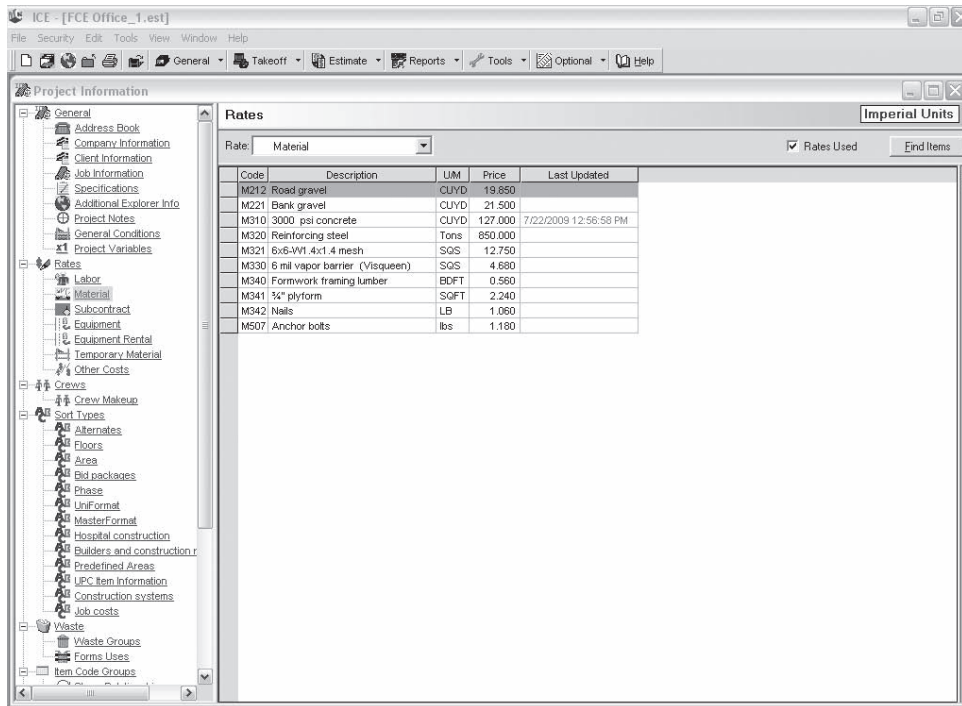 ICE - [FCE Office_1.est]
File Security Edit Tools View Window Help
General Takeoff Estimate Reports Tools Optional Help
Project Information
General
Address Book
Company Information
Client Information
Job Information
Specifications
Additional Explorer Info
Project Notes
General Conditions
x1 Project Variables
Rates
Labor
Material
Subcontract
Equipment
Equipment Rental
Temporary Material
Other Costs
Crews
Crew Makeup
Sort Types
Alternates
Floors
Area
Bid packages
Phase
UniFormat
MasterFormat
Hospital construction
Builders and construction r
Predefined Areas
UPC Item Information
Construction systems
Job costs
Waste
Waste Groups
Forms Uses
Item Code Groups
Rates Imperial Units
Rate: Material Rates Used Find Items
Code Description U/M Price Last Updated
M212 Road gravel CUYD 19.850
M221 Bank gravel CUYD 21.500
M310 3000 psi concrete CUYD 127.000 7/22/2009 12:56:58 PM
M320 Reinforcing steel Tons 850.000
M321 6x6-W1.4x1.4 mesh SQS 12.750
M330 6 mil vapor barrier (Visqueen) SQS 4.680
M340 Formwork framing lumber BDFT 0.560
M341 ¾" plyform SQFT 2.240
M342 Nails LB 1.060
M507 Anchor bolts lbs 1.180